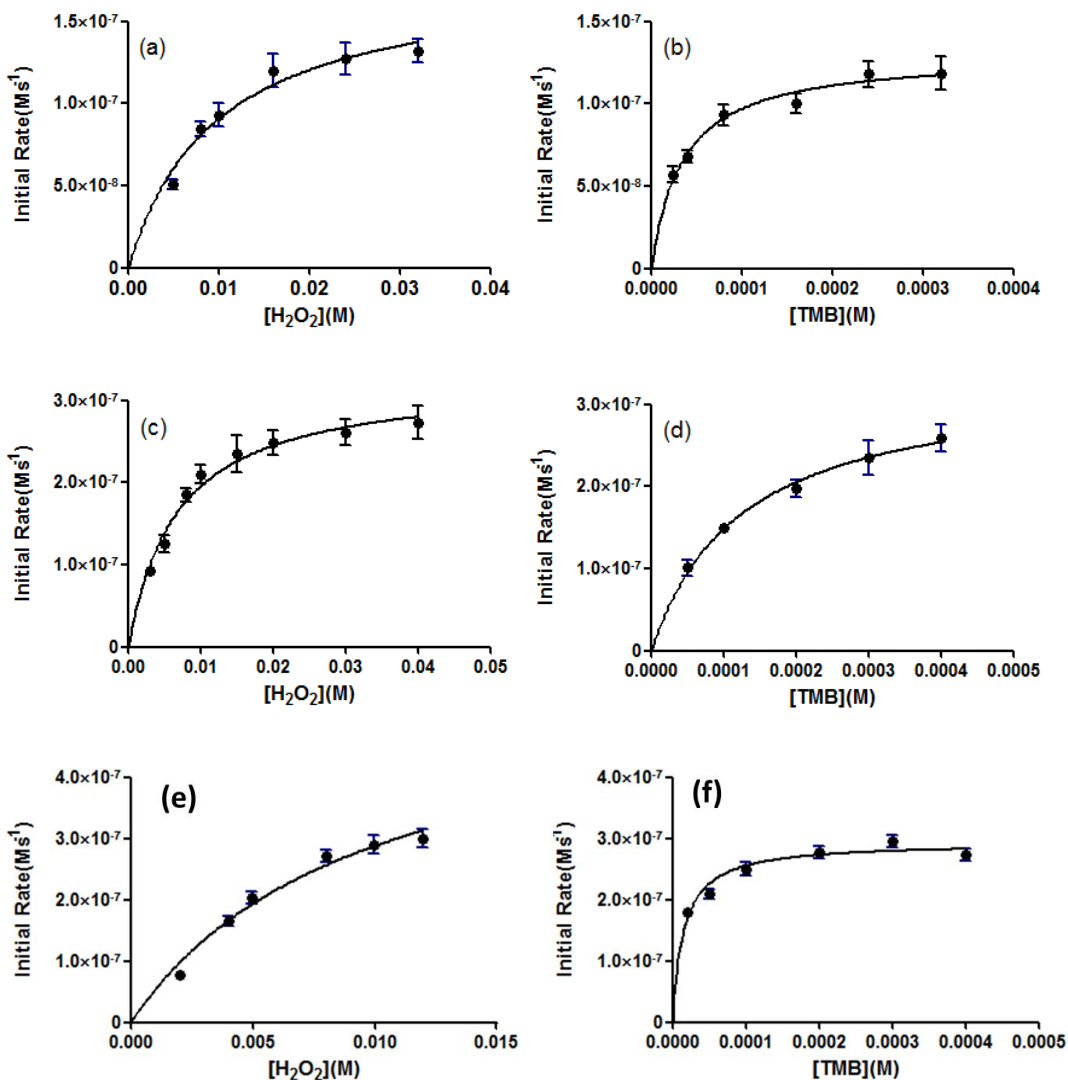 (a)
Initial Rate(Ms⁻¹)
1.5×10⁻⁷
1.0×10⁻⁷
5.0×10⁻⁸
0
0.00 0.01 0.02 0.03 0.04
[H₂O₂](M)
(b)
Initial Rate(Ms⁻¹)
1.5×10⁻⁷
1.0×10⁻⁷
5.0×10⁻⁸
0
0.0000 0.0001 0.0002 0.0003 0.0004
[TMB](M)
(c)
Initial Rate(Ms⁻¹)
3.0×10⁻⁷
2.0×10⁻⁷
1.0×10⁻⁷
0
0.00 0.01 0.02 0.03 0.04 0.05
[H₂O₂](M)
(d)
Initial Rate(Ms⁻¹)
3.0×10⁻⁷
2.0×10⁻⁷
1.0×10⁻⁷
0
0.0000 0.0001 0.0002 0.0003 0.0004 0.0005
[TMB](M)
(e)
Initial Rate(Ms⁻¹)
4.0×10⁻⁷
3.0×10⁻⁷
2.0×10⁻⁷
1.0×10⁻⁷
0
0.000 0.005 0.010 0.015
[H₂O₂](M)
(f)
Initial Rate(Ms⁻¹)
4.0×10⁻⁷
3.0×10⁻⁷
2.0×10⁻⁷
1.0×10⁻⁷
0
0.0000 0.0001 0.0002 0.0003 0.0004 0.0005
[TMB](M)